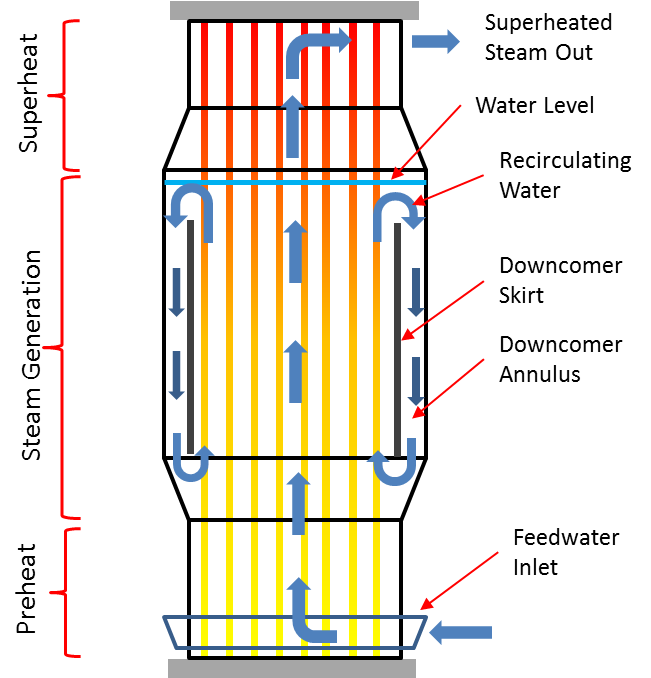 Superheated
Steam Out
Water Level
Recirculating
Water
Downcomer
Skirt
Downcomer
Annulus
Feedwater
Inlet
Superheat
Steam Generation
Preheat